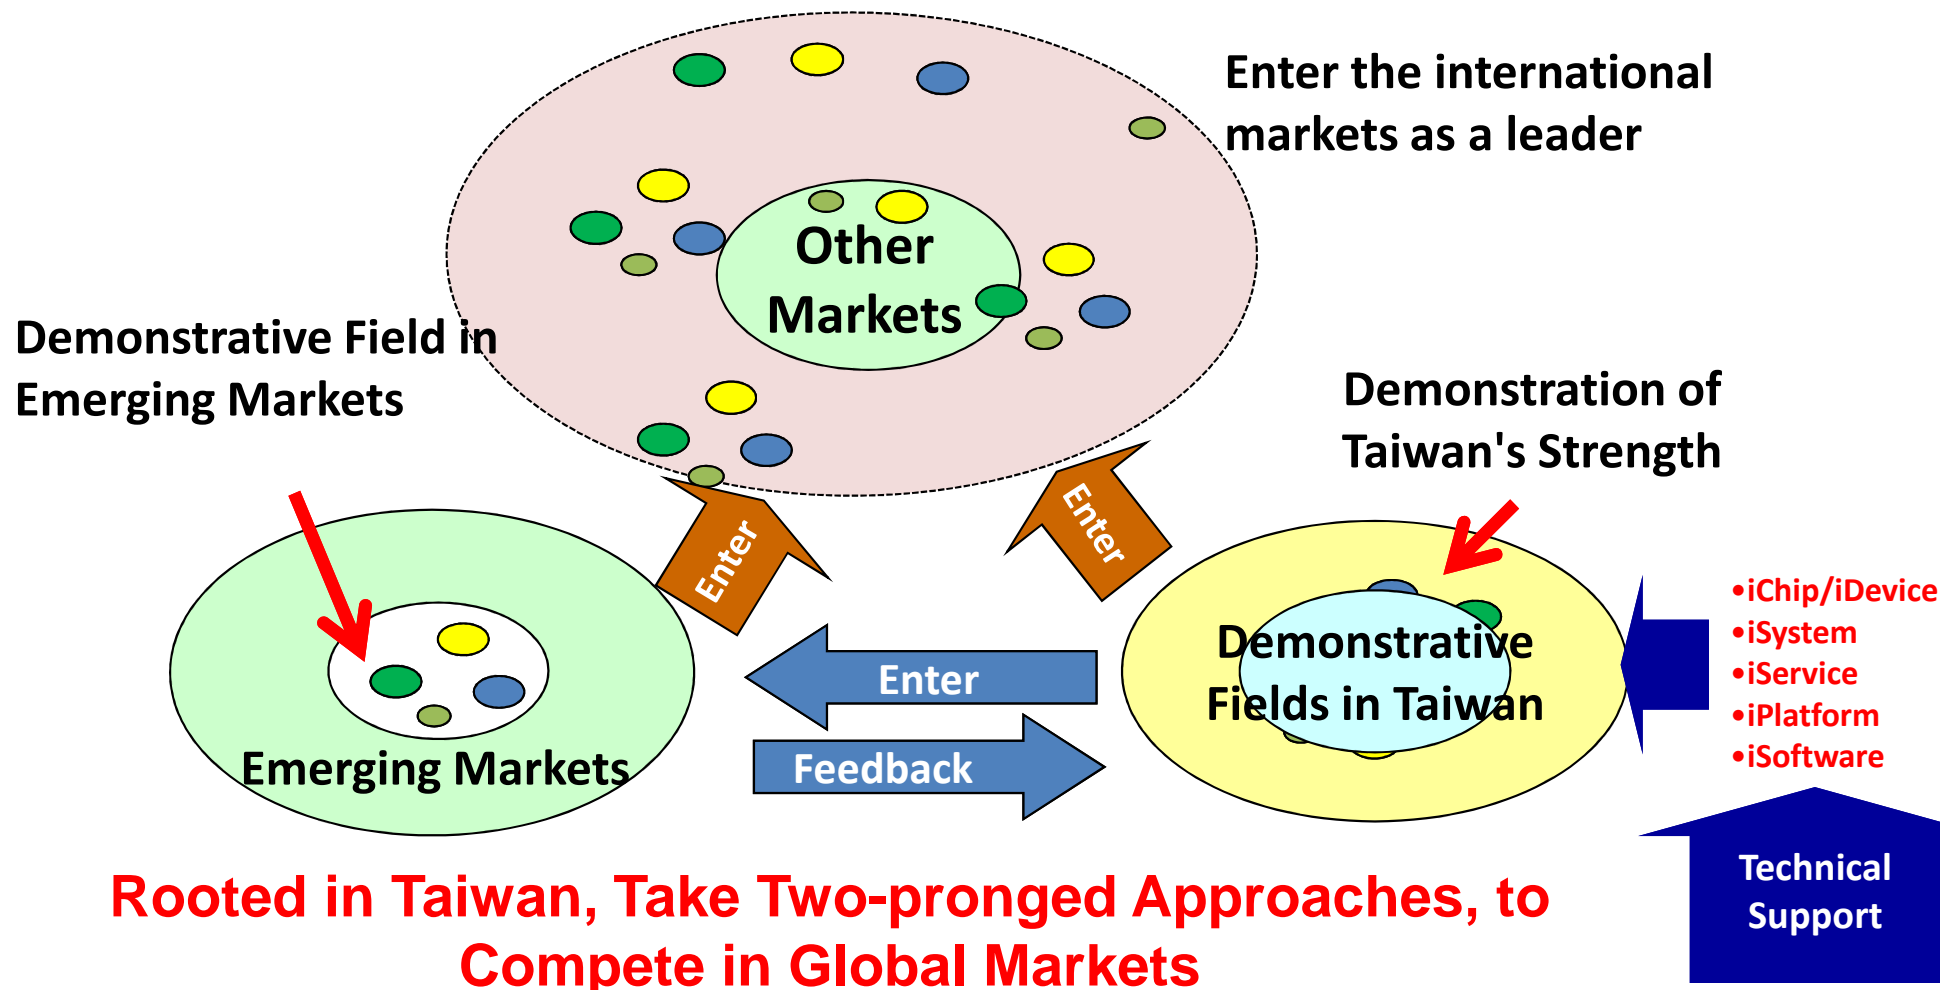 Enter the international
markets as a leader
Other
Markets
Demonstrative Field in
Emerging Markets
Demonstration of
Taiwan's Strength
Enter
Enter
Demonstrative
Fields in Taiwan
Enter
Feedback
Emerging Markets
•iChip/iDevice
•iSystem
•iService
•iPlatform
•iSoftware
Technical
Support
Rooted in Taiwan, Take Two-pronged Approaches, to
Compete in Global Markets